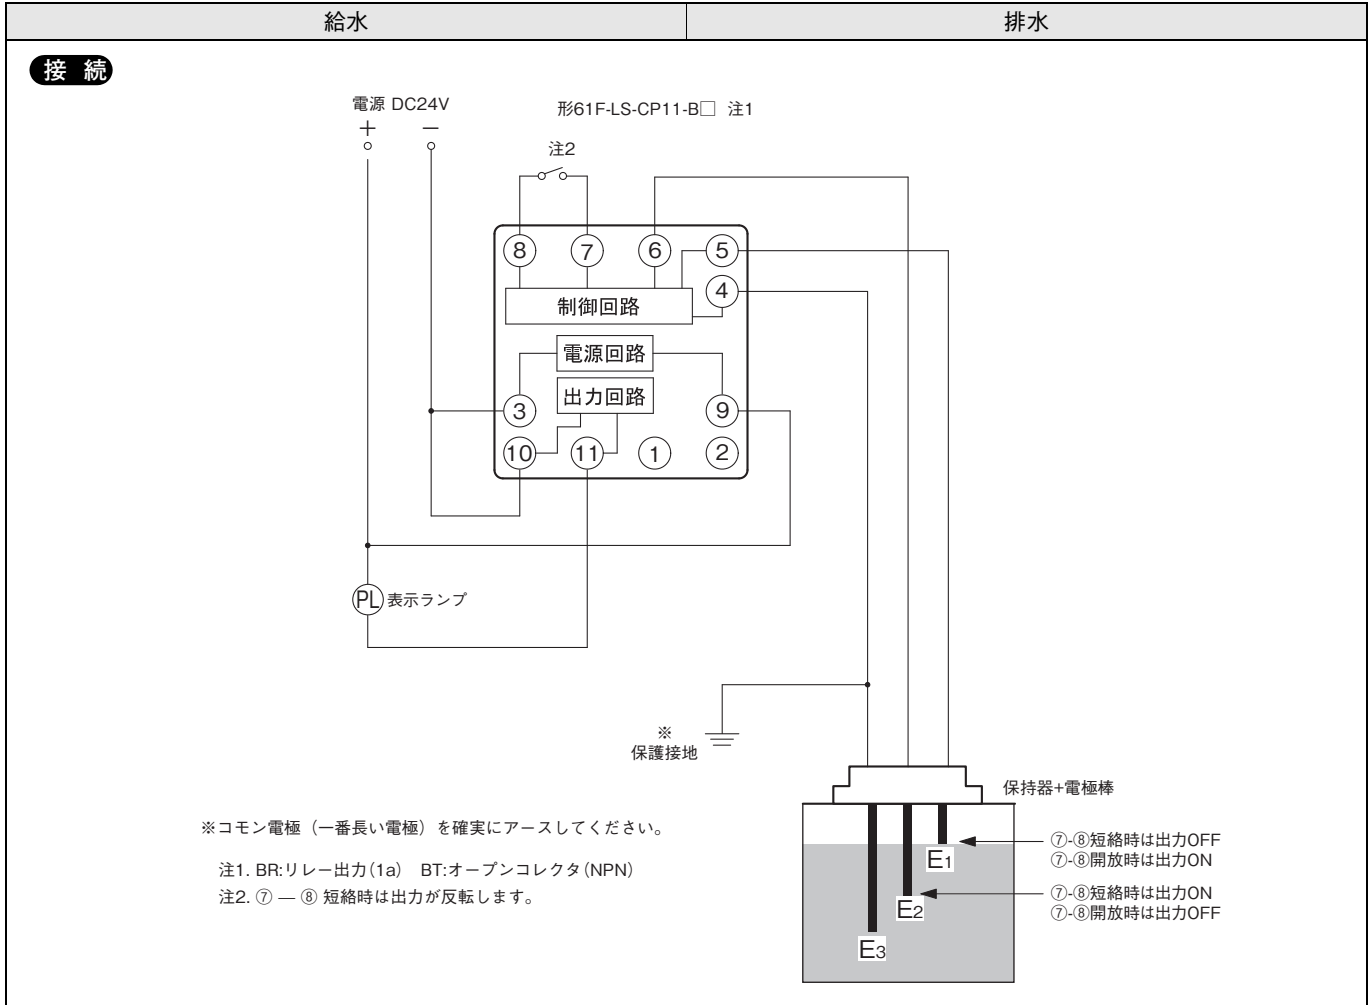 給水
排水
接 続
電源 DC24V
+ −
形61F-LS-CP11-B□ 注1
注2
⑧ ⑦ ⑥ ⑤
④
制御回路
電源回路
出力回路
③ ⑨
⑩ ⑪ ① ②
PL 表示ランプ
※
保護接地
保持器+電極棒
※コモン電極（一番長い電極）を確実にアースしてください。
注1. BR:リレー出力(1a) BT:オープンコレクタ(NPN)
注2. ⑦ — ⑧ 短絡時は出力が反転します。
E1
⑦-⑧短絡時は出力OFF
⑦-⑧開放時は出力ON
E2
⑦-⑧短絡時は出力ON
⑦-⑧開放時は出力OFF
E3